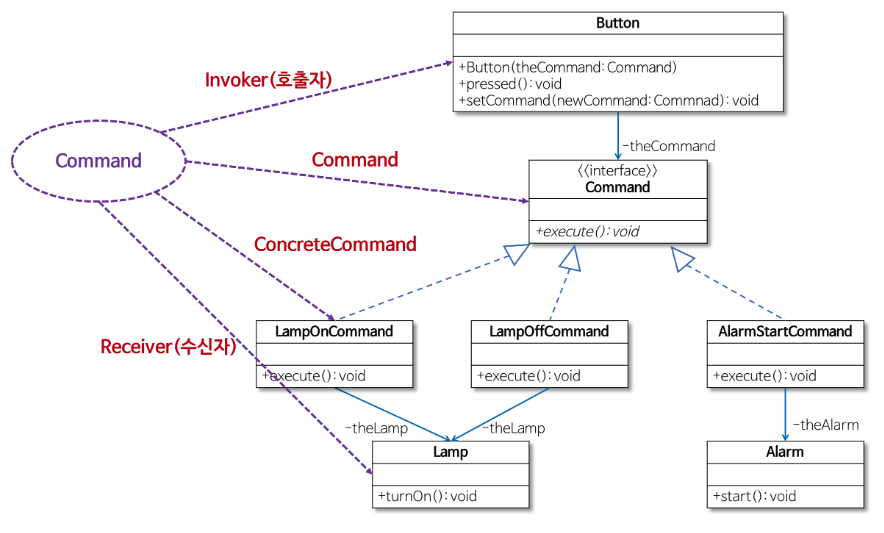 Button
+Button(theCommand: Command)
+pressed(): void
+setCommand(newCommand: Commnad): void
Invoker(호출자)
-theCommand
Command
Command
<<interface>>
Command
+execute(): void
ConcreteCommand
Receiver(수신자)
LampOnCommand
+execute(): void
LampOffCommand
+execute(): void
AlarmStartCommand
+execute(): void
-theLamp
-theLamp
-theAlarm
Lamp
+turnOn(): void
Alarm
+start(): void